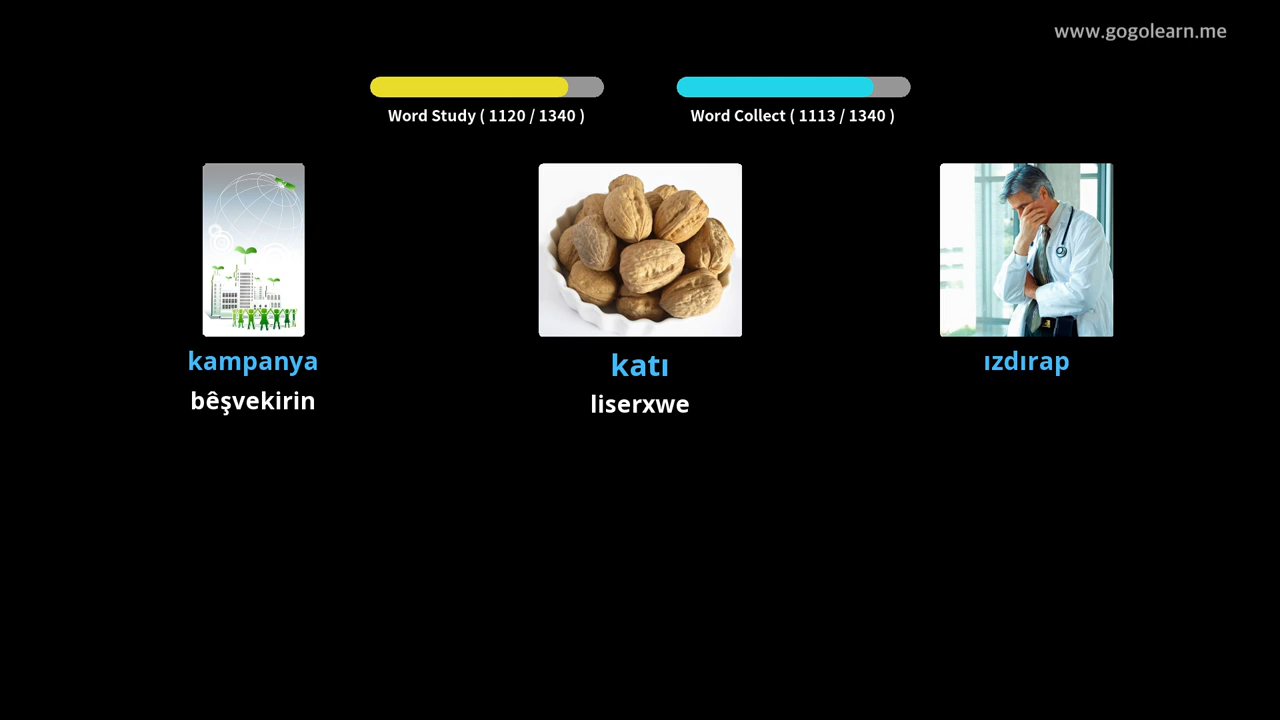 www.gogolearn.me
Word Study ( 1120 / 1340 )
Word Collect ( 1113 / 1340 )
kampanya
bêşvekirin
katı
liserxwe
ızdırap